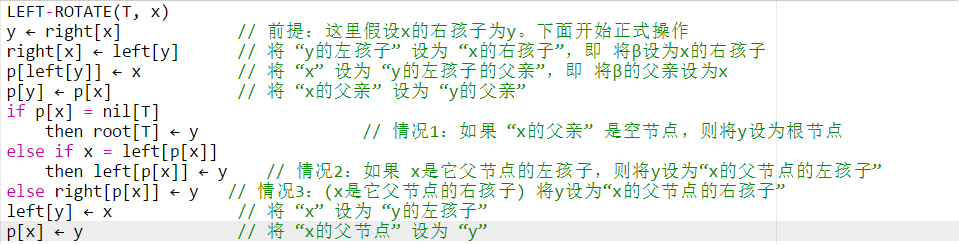 LEFT-ROTATE(T, x)
y ← right[x] // 前提：这里假设x的右孩子为y。下面开始正式操作
right[x] ← left[y] // 将 “y的左孩子” 设为 “x的右孩子”，即 将β设为x的右孩子
p[left[y]] ← x // 将 “x” 设为 “y的左孩子的父亲”，即 将β的父亲设为x
p[y] ← p[x] // 将 “x的父亲” 设为 “y的父亲”
if p[x] = nil[T]
then root[T] ← y // 情况1：如果 “x的父亲” 是空节点，则将y设为根节点
else if x = left[p[x]]
then left[p[x]] ← y // 情况2：如果 x是它父节点的左孩子，则将y设为“x的父节点的左孩子”
else right[p[x]] ← y // 情况3：(x是它父节点的右孩子) 将y设为“x的父节点的右孩子”
left[y] ← x // 将 “x” 设为 “y的左孩子”
p[x] ← y // 将 “x的父节点” 设为 “y”